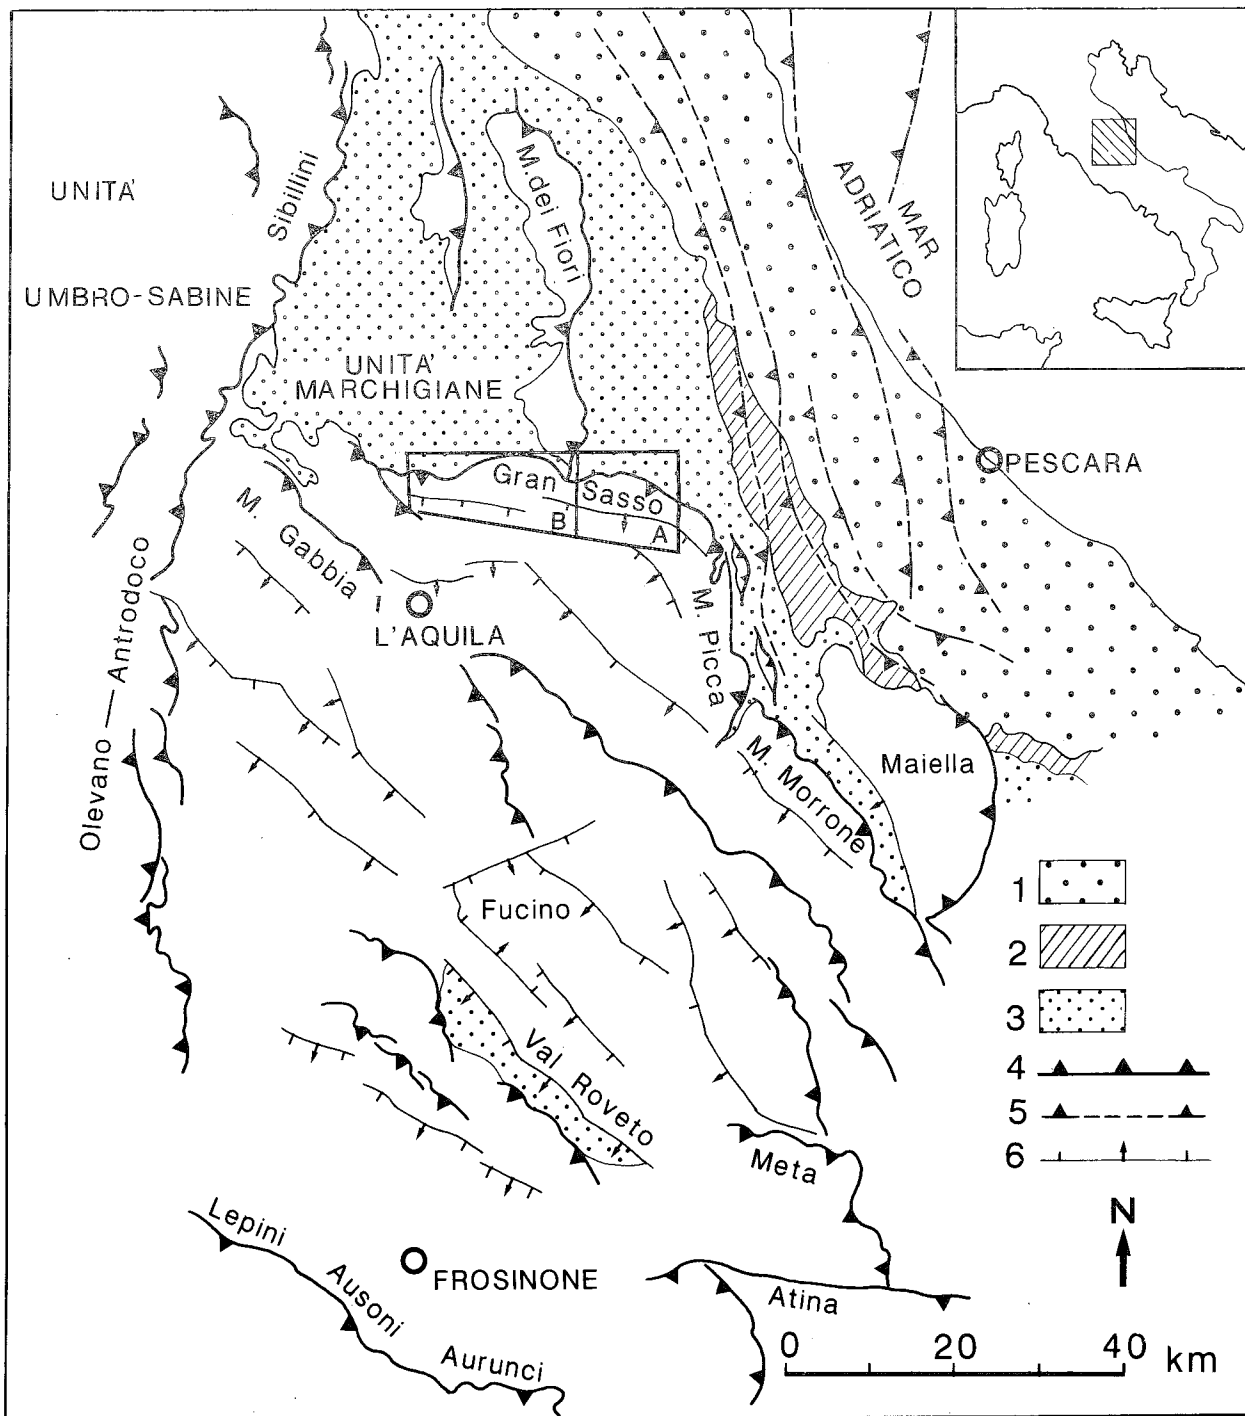 UNITA'
UMBRO-SABINE
Sibillini
M. dei Fiori
MAR
ADRIATICO
UNITA'
MARCHIGIANE
PESCARA
Gran Sasso
B
A
M. Gabbia
L'AQUILA
M. Picca
Olevano — Antrodoco
Maiella
M. Morrone
Fucino
Val Roveto
Meta
Lepini
Ausoni
Aurunci
FROSINONE
Atina
1
2
3
4
5
6
N
0 20 40 km